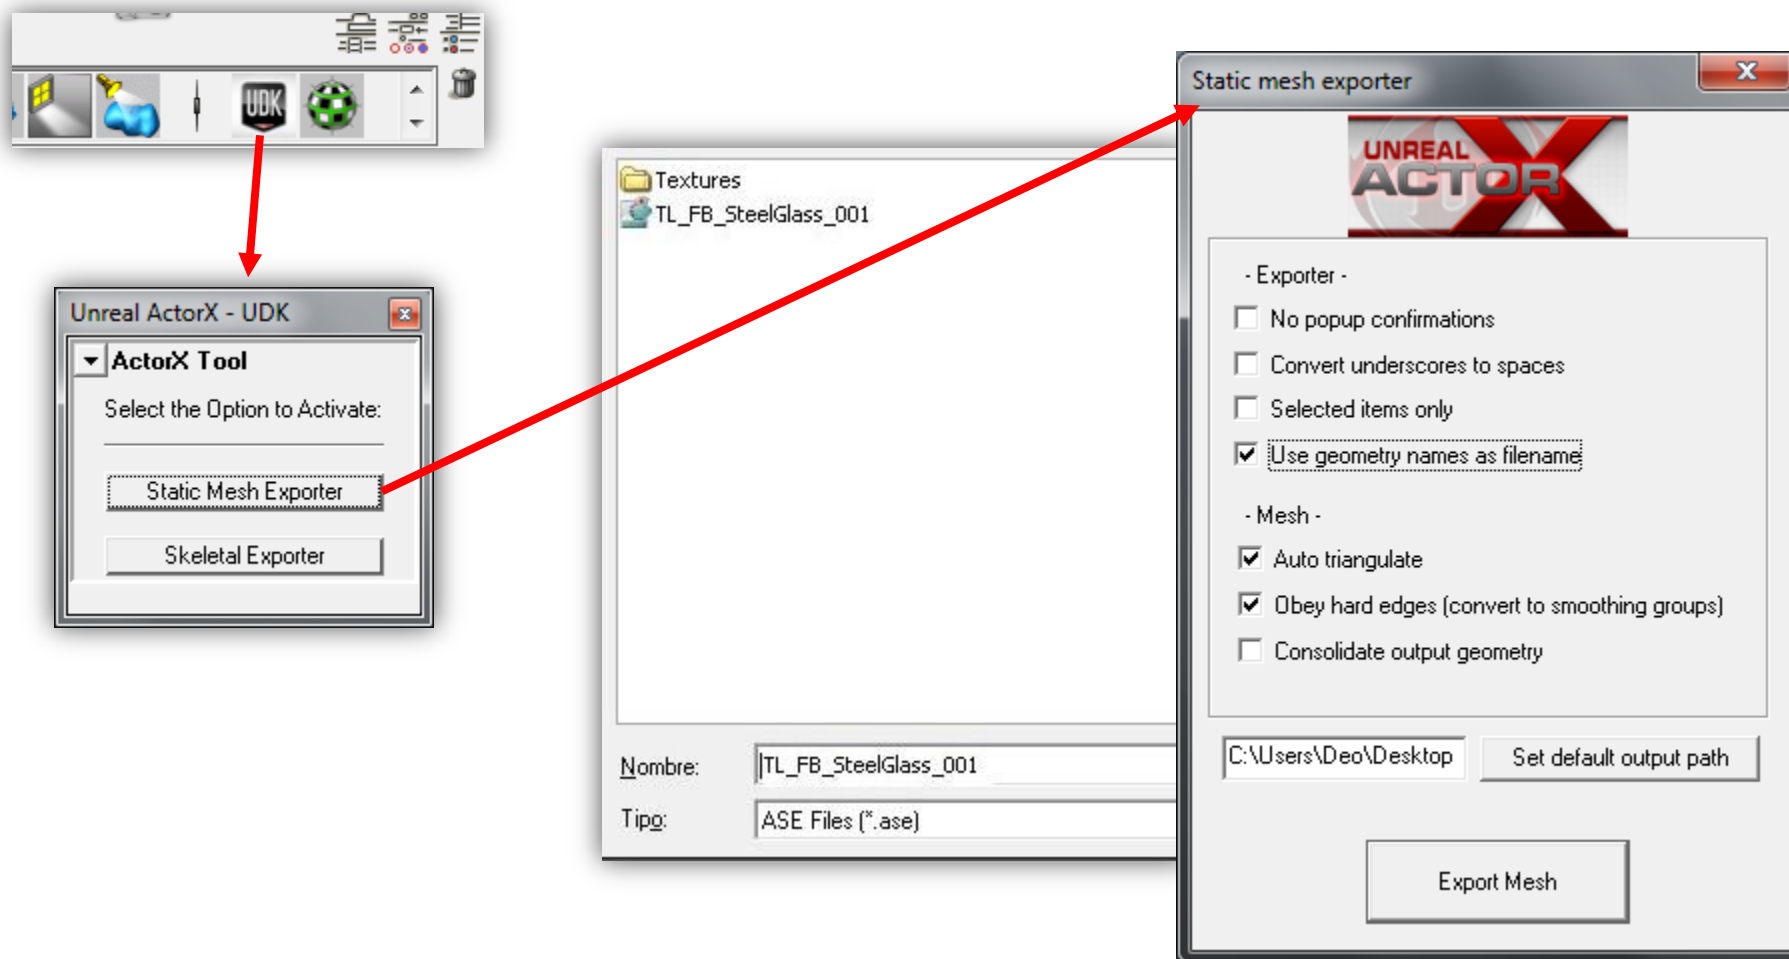 UDK
Unreal ActorX - UDK
ActorX Tool
Select the Option to Activate:
Static Mesh Exporter
Skeletal Exporter
Textures
TL_FB_SteelGlass_001
Nombre:
TL_FB_SteelGlass_001
Tipo:
ASE Files (*.ase)
Static mesh exporter
UNREAL
ACTOR X
- Exporter -
No popup confirmations
Convert underscores to spaces
Selected items only
Use geometry names as filename
- Mesh -
Auto triangulate
Obey hard edges (convert to smoothing groups)
Consolidate output geometry
C:\Users\Deo\Desktop
Set default output path
Export Mesh